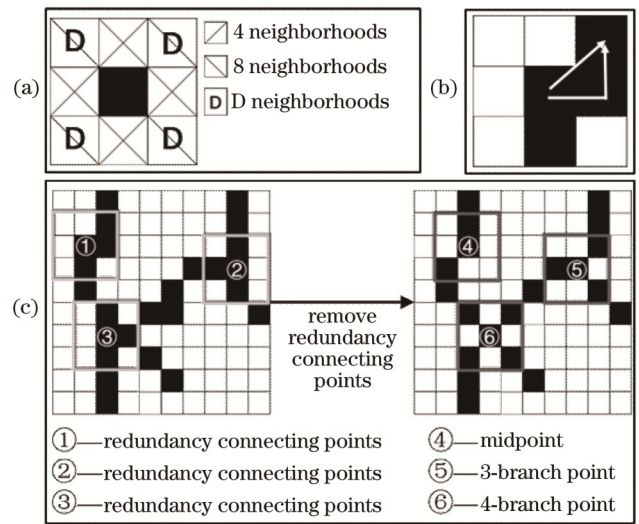 (a)
D
D
D
D
4 neighborhoods
8 neighborhoods
D D neighborhoods
(b)
(c)
①
②
③
remove
redundancy
connecting
points
④
⑤
⑥
①—redundancy connecting points
②—redundancy connecting points
③—redundancy connecting points
④—midpoint
⑤—3-branch point
⑥—4-branch point